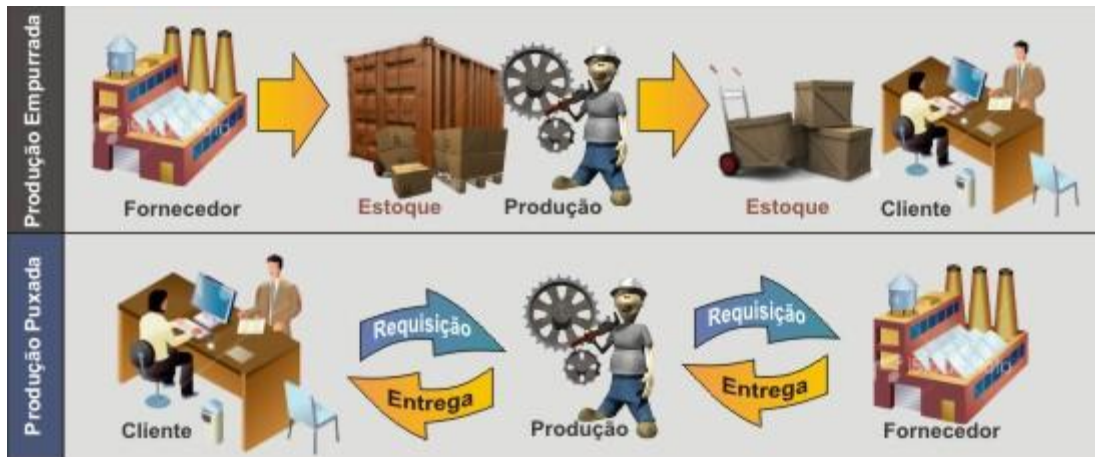 Produção Empurrada
Fornecedor
Estoque
Produção
Estoque
Cliente
Produção Puxada
Requisição
Requisição
Entrega
Entrega
Cliente
Produção
Fornecedor